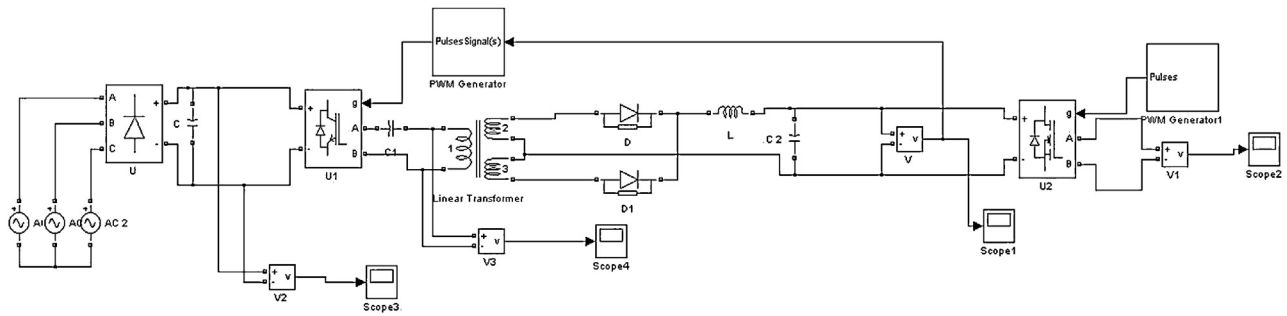 PulsesSignal(s)
PWM Generator
Pulses
PWM Generator1
A
B
C
+
-
U
C
+
-
g
A
B
U1
C1
1
2
3
Linear Transformer
D
D1
L
C 2
+
-
v
V
+
-
g
A
B
U2
+
-
v
V1
Scope2
Scope1
AC 2
+
-
v
V3
Scope4
+
-
v
V2
Scope3